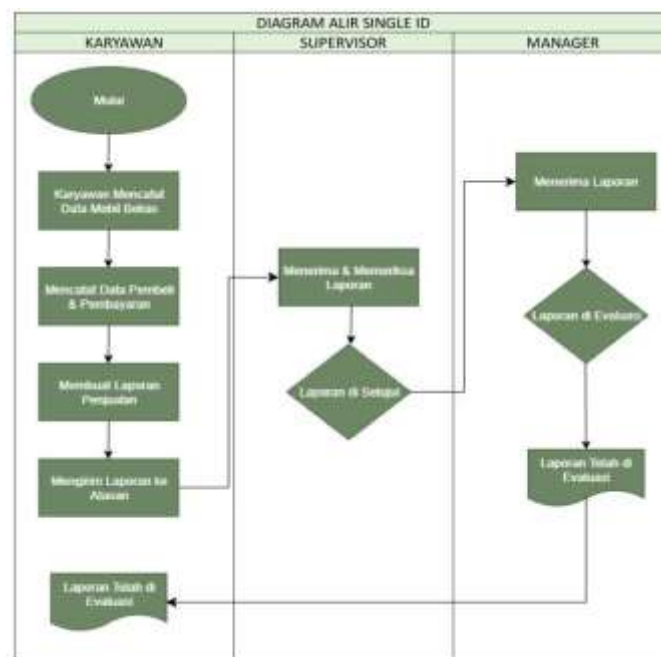 DIAGRAM ALIR SINGLE ID
KARYAWAN
SUPERVISOR
MANAGER
Mulai
Karyawan Mencatat
Data Mobil Bekas
Mencatat Data Pembeli
& Pembayaran
Membuat Laporan
Penjualan
Mengirim Laporan ke
Atasan
Laporan Telah di
Evaluasi
Menerima & Memeriksa
Laporan
Laporan di Setujui
Menerima Laporan
Laporan di Evaluasi
Laporan Telah di
Evaluasi